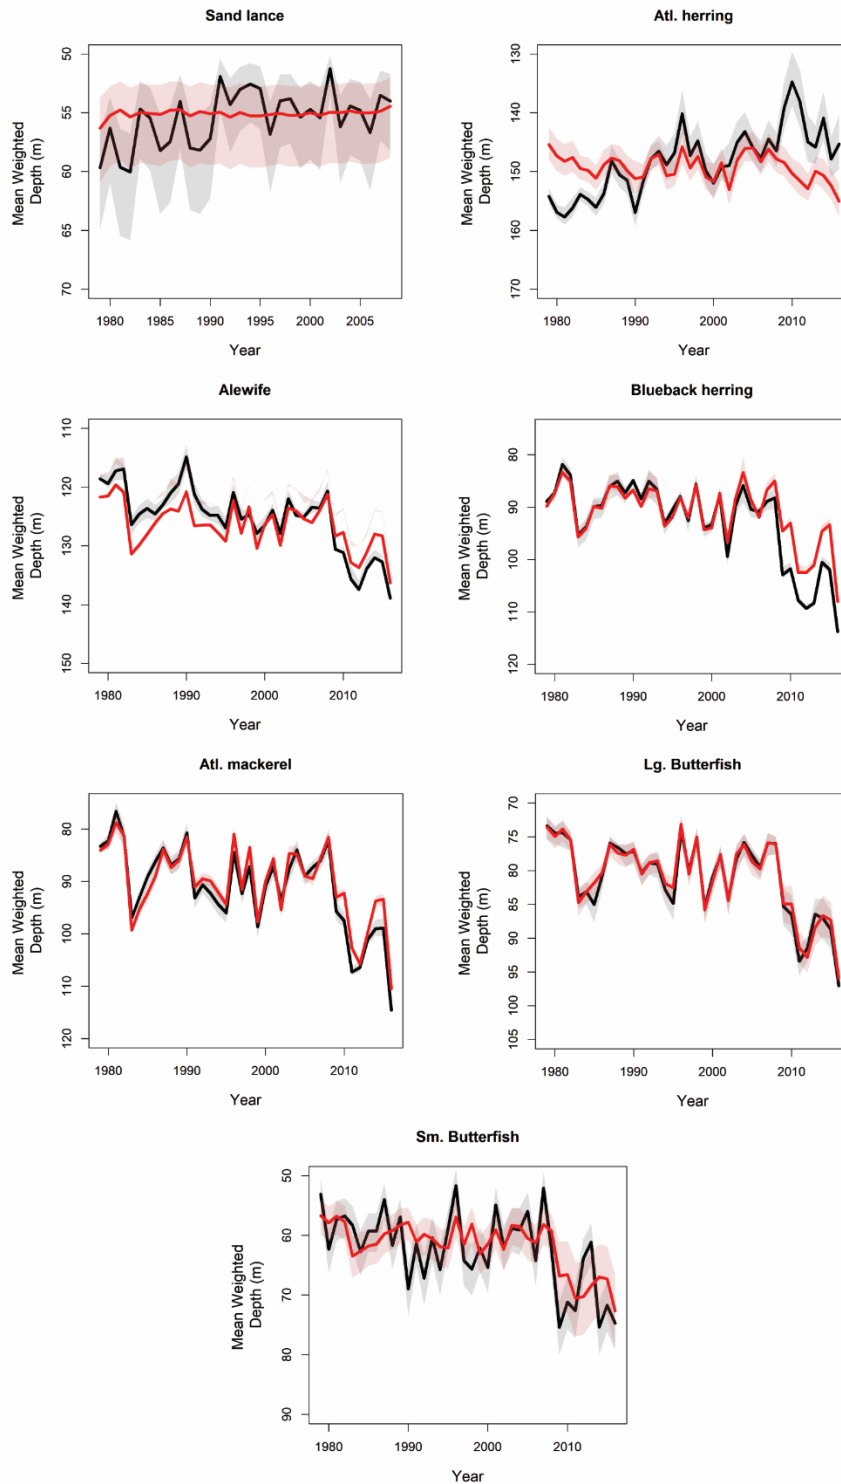 Sand lance
Mean Weighted
Depth (m)
50
55
60
65
70
1980
1985
1990
1995
2000
2005
Year
Atl. herring
Mean Weighted
Depth (m)
130
140
150
160
170
1980
1990
2000
2010
Year
Alewife
Mean Weighted
Depth (m)
110
120
130
140
150
1980
1990
2000
2010
Year
Blueback herring
Mean Weighted
Depth (m)
80
90
100
110
120
1980
1990
2000
2010
Year
Atl. mackerel
Mean Weighted
Depth (m)
80
90
100
110
120
1980
1990
2000
2010
Year
Lg. Butterfish
Mean Weighted
Depth (m)
70
75
80
85
90
95
100
105
1980
1990
2000
2010
Year
Sm. Butterfish
Mean Weighted
Depth (m)
50
60
70
80
90
1980
1990
2000
2010
Year